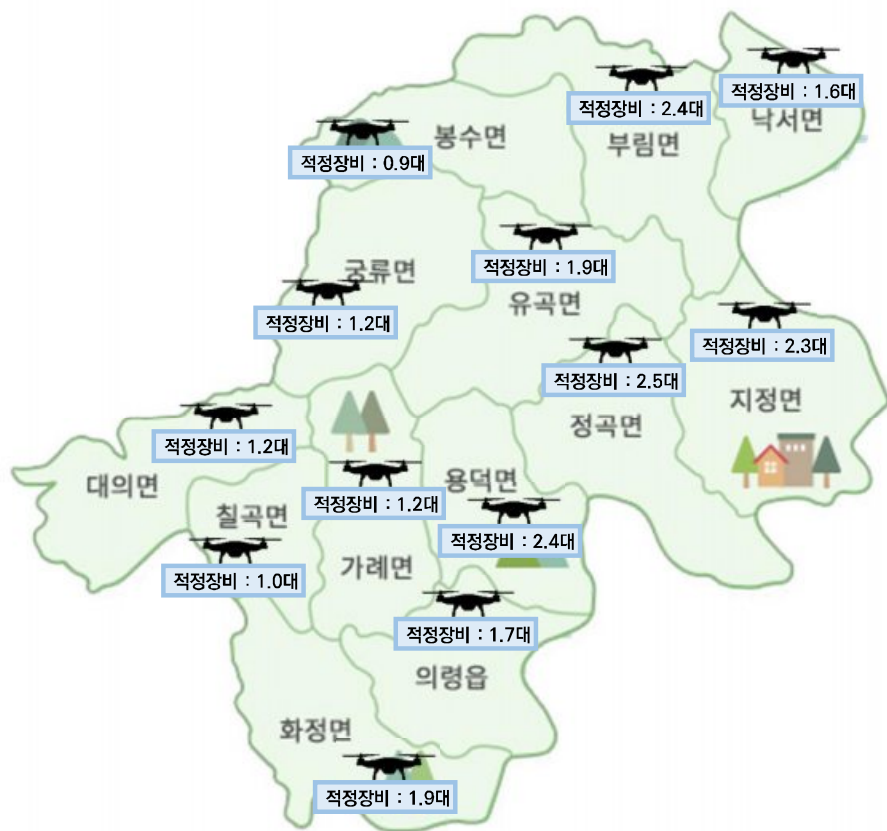 적정장비 : 1.6대
낙서면
적정장비 : 2.4대
부림면
봉수면
적정장비 : 0.9대
궁류면
적정장비 : 1.2대
적정장비 : 1.9대
유곡면
적정장비 : 2.3대
지정면
적정장비 : 2.5대
정곡면
적정장비 : 1.2대
대의면
칠곡면
적정장비 : 1.0대
적정장비 : 1.2대
가례면
용덕면
적정장비 : 2.4대
적정장비 : 1.7대
의령읍
화정면
적정장비 : 1.9대